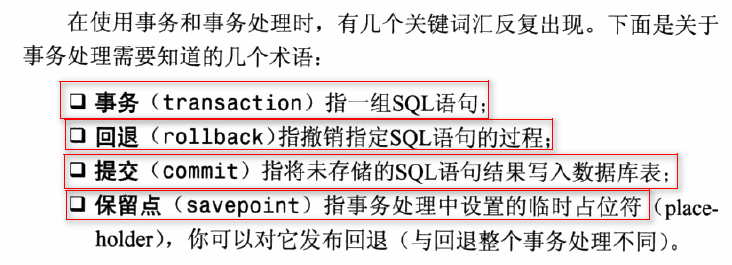 在使用事务和事务处理时，有几个关键词汇反复出现。下面是关于
事务处理需要知道的几个术语：
❑ 事务（transaction）指一组SQL语句；
❑ 回退（rollback）指撤销指定SQL语句的过程；
❑ 提交（commit）指将未存储的SQL语句结果写入数据库表；
❑ 保留点（savepoint）指事务处理中设置的临时占位符（place-
holder），你可以对它发布回退（与回退整个事务处理不同）。